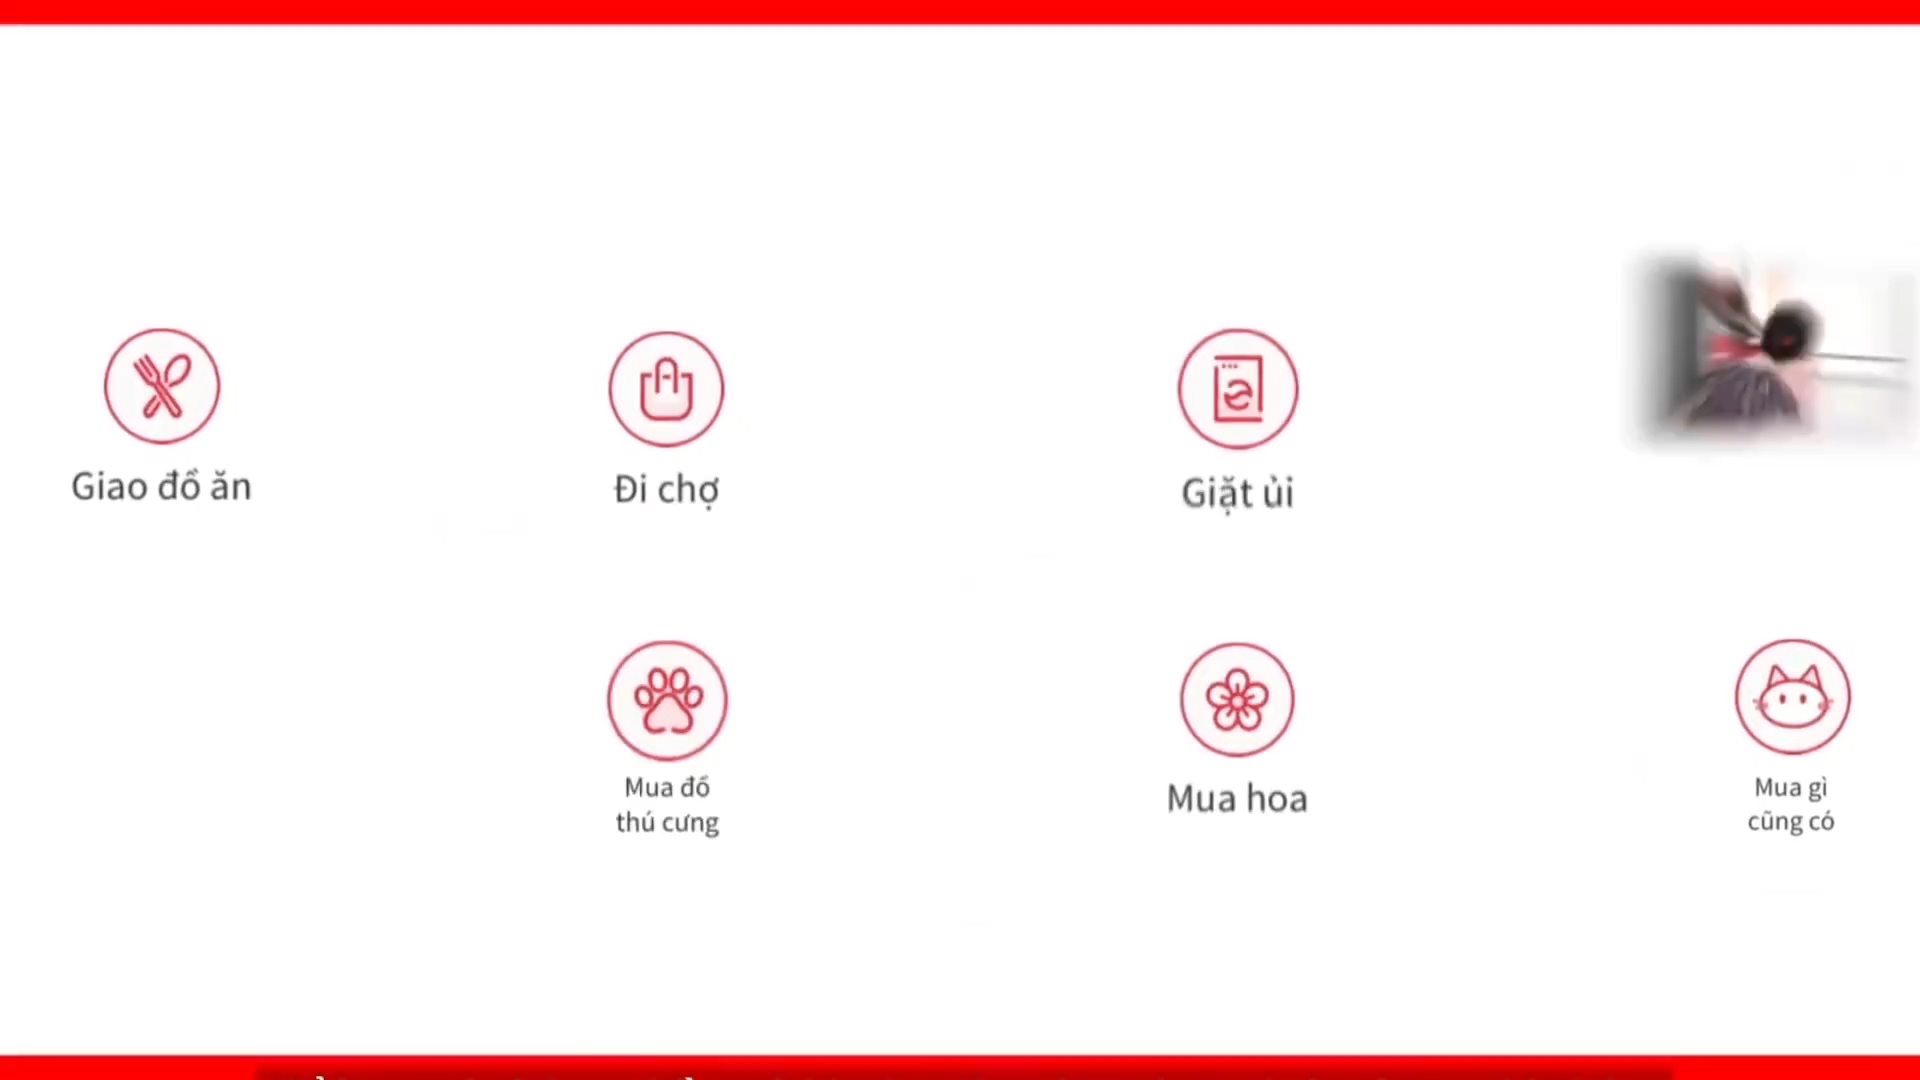 Giao đồ ăn
Đi chợ
Giặt ủi
Mua đồ
thú cưng
Mua hoa
Mua gì
cũng có